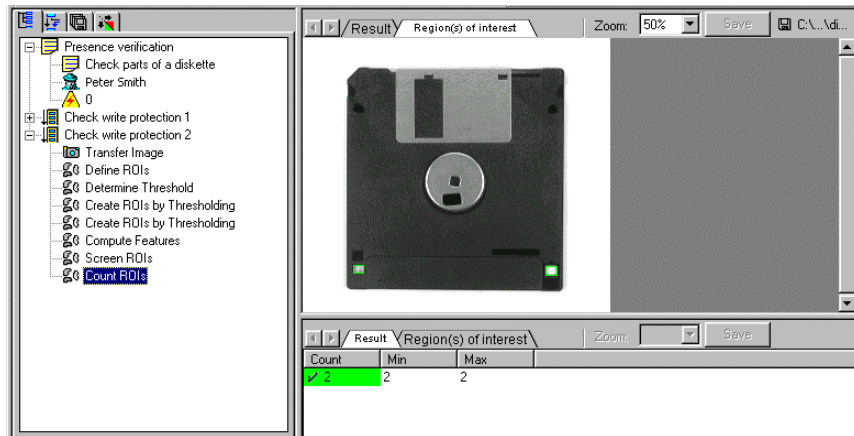 Presence verification
Check parts of a diskette
Peter Smith
0
Check write protection 1
Check write protection 2
Transfer Image
Define ROIs
Determine Threshold
Create ROIs by Thresholding
Create ROIs by Thresholding
Compute Features
Screen ROIs
Count ROIs
Result Region(s) of interest Zoom: 50% Save C:\...\di...
Result Region(s) of interest Zoom: Save
Count Min Max
2 2 2